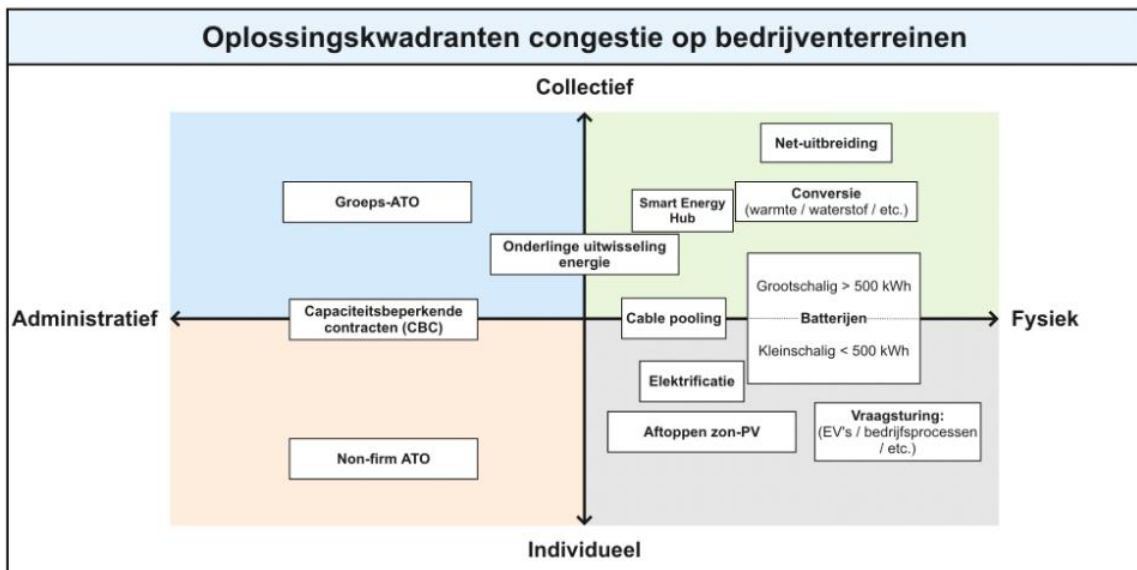 Oplossingskwadranten congestie op bedrijventerreinen
Collectief
Net-uitbreiding
Groeps-ATO
Smart Energy
Hub
Conversie
(warmte / waterstof / etc.)
Onderlinge uitwisseling
energie
Grootschalig > 500 kWh
Administratief
Capaciteitsbeperkende
contracten (CBC)
Cable pooling
Batterijen
Fysiek
Kleinschalig < 500 kWh
Elektrificatie
Aftoppen zon-PV
Vraagsturing:
(EV's / bedrijfsprocessen
/ etc.)
Non-firm ATO
Individueel